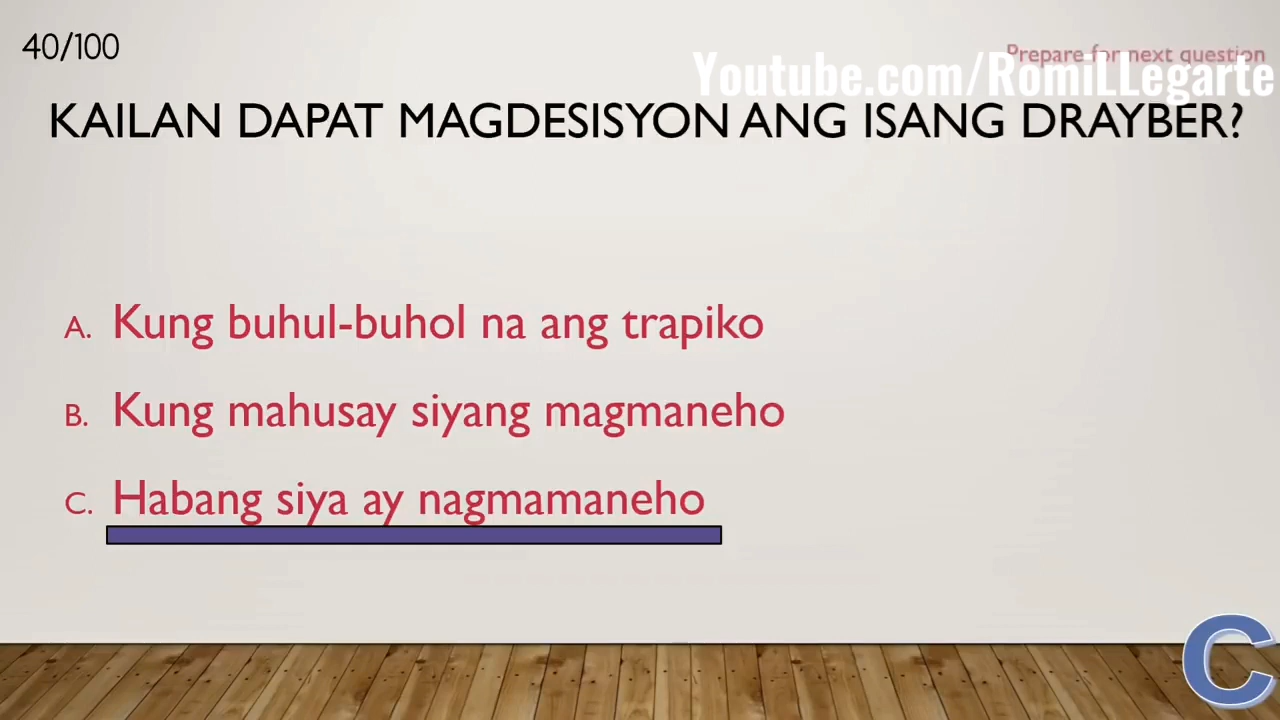 40/100
Prepare for next question
Youtube.com/RomiLLegarte
KAILAN DAPAT MAGDESISYON ANG ISANG DRAYBER?
A. Kung buhul-buhol na ang trapiko
B. Kung mahusay siyang magmaneho
C. Habang siya ay nagmamaneho
C